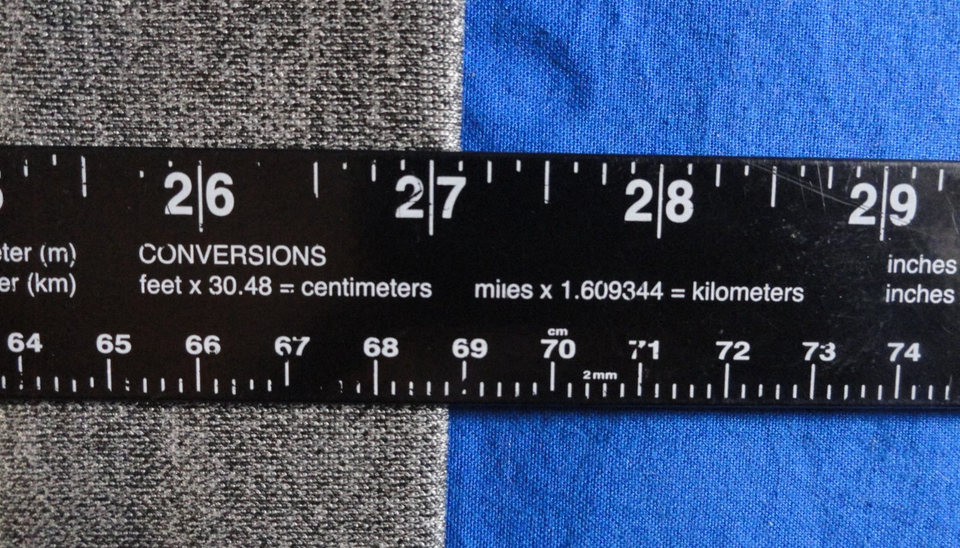 26 27 28 29
eter (m) CONVERSIONS inches
er (km) feet x 30.48 = centimeters miles x 1.609344 = kilometers inches
cm
64 65 66 67 68 69 70 71 72 73 74
2mm